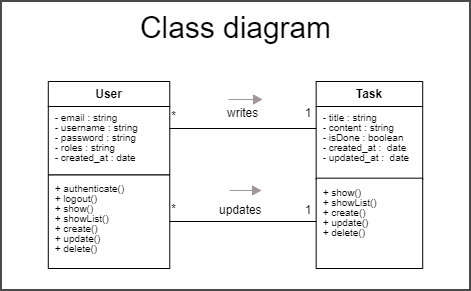 Class diagram
User
- email : string
- username : string
- password : string
- roles : string
- created_at : date
+ authenticate()
+ logout()
+ show()
+ showList()
+ create()
+ update()
+ delete()
writes
* 1
updates
* 1
Task
- title : string
- content : string
- isDone : boolean
- created_at : date
- updated_at : date
+ show()
+ showList()
+ create()
+ update()
+ delete()